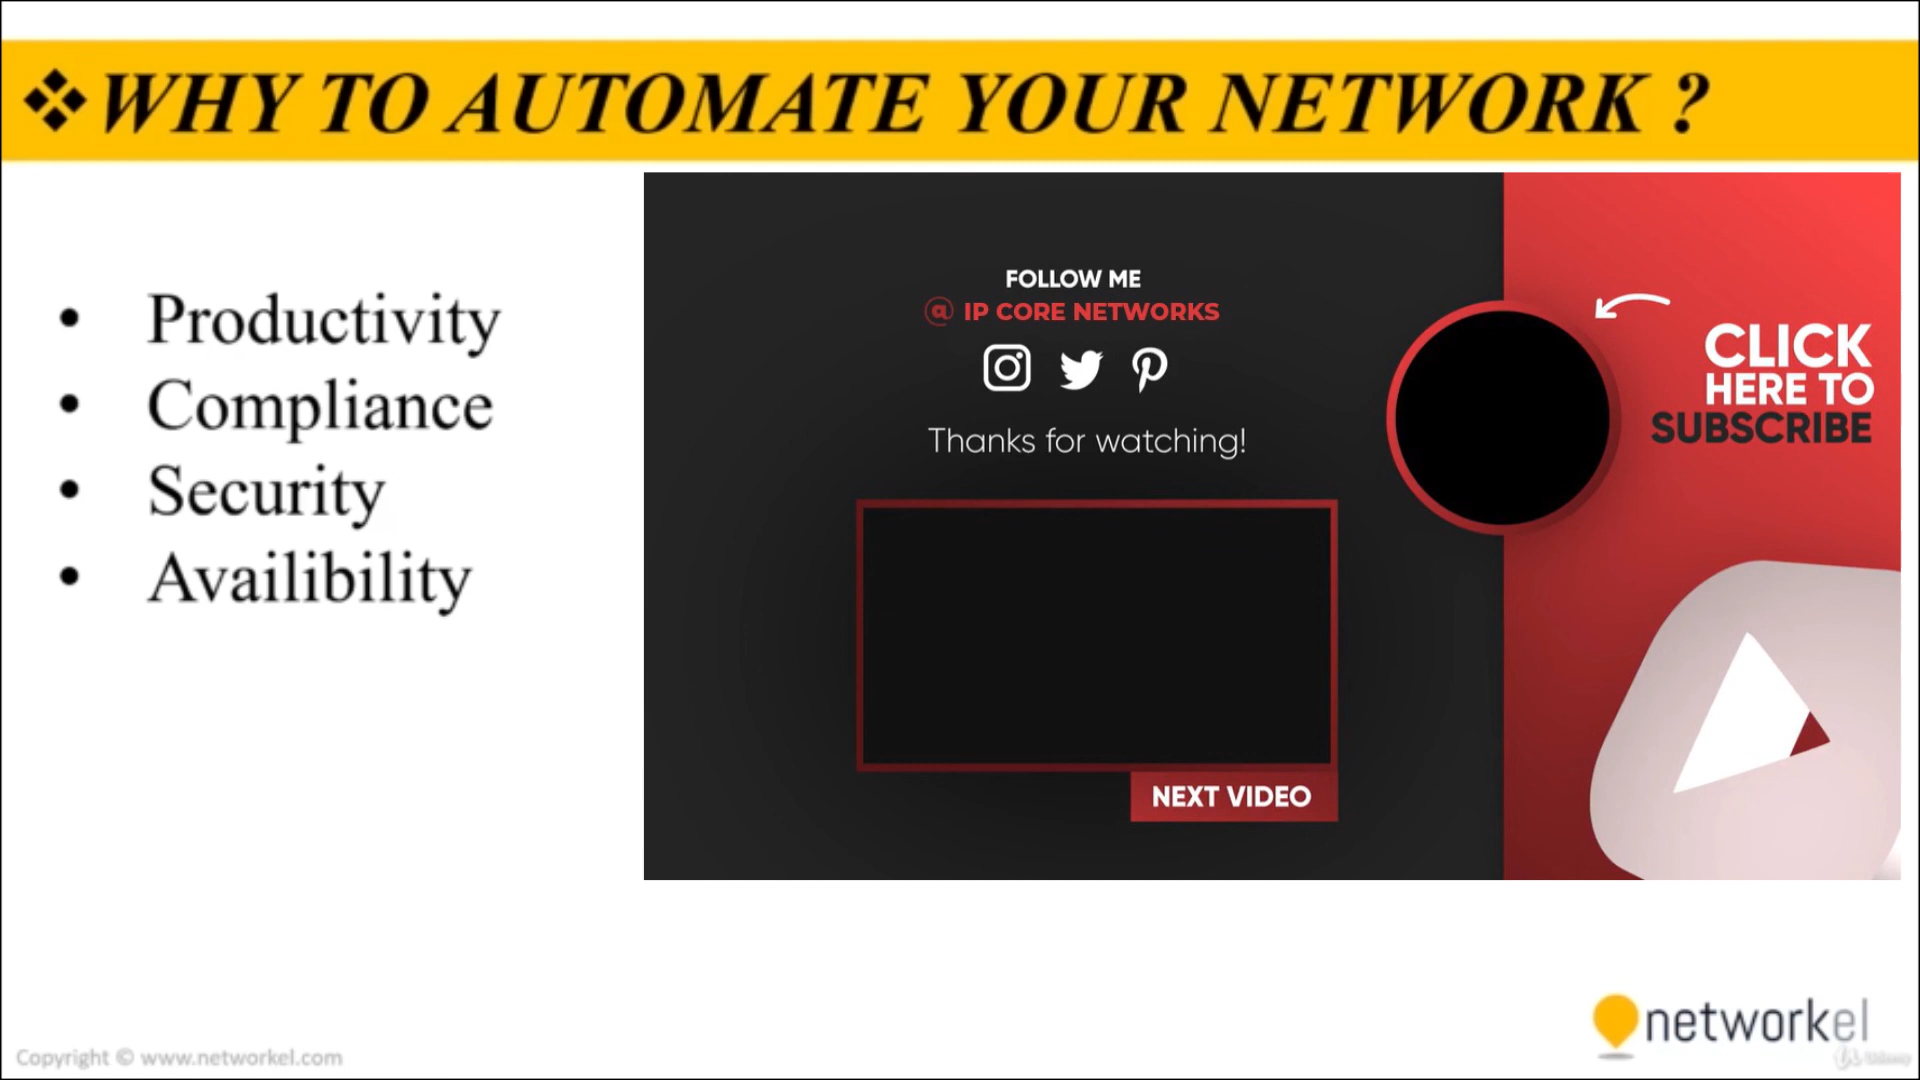 ❖WHY TO AUTOMATE YOUR NETWORK ?
• Productivity
• Compliance
• Security
• Availibility
FOLLOW ME
@ IP CORE NETWORKS
Thanks for watching!
NEXT VIDEO
CLICK
HERE TO
SUBSCRIBE
networkel
Copyright © www.networkel.com
Udemy